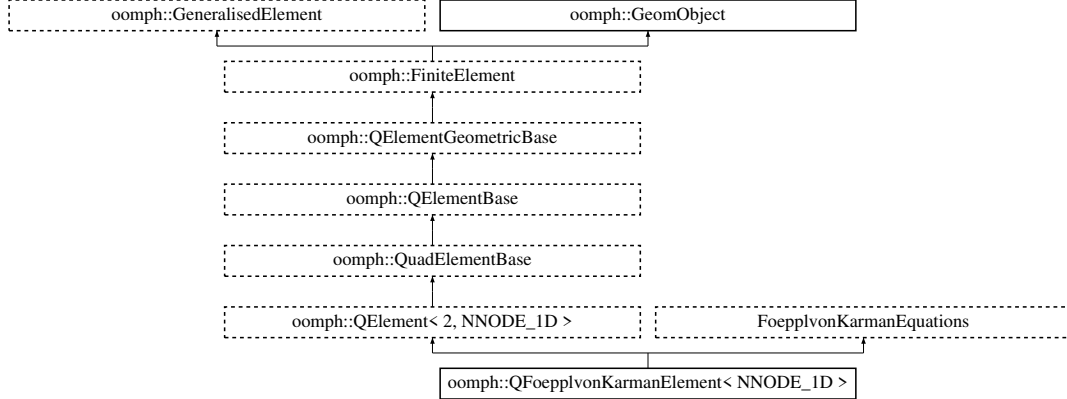 oomph::GeneralisedElement
oomph::GeomObject
oomph::FiniteElement
oomph::QElementGeometricBase
oomph::QElementBase
oomph::QuadElementBase
oomph::QElement< 2, NNODE_1D >
FoepplvonKarmanEquations
oomph::QFoepplvonKarmanElement< NNODE_1D >